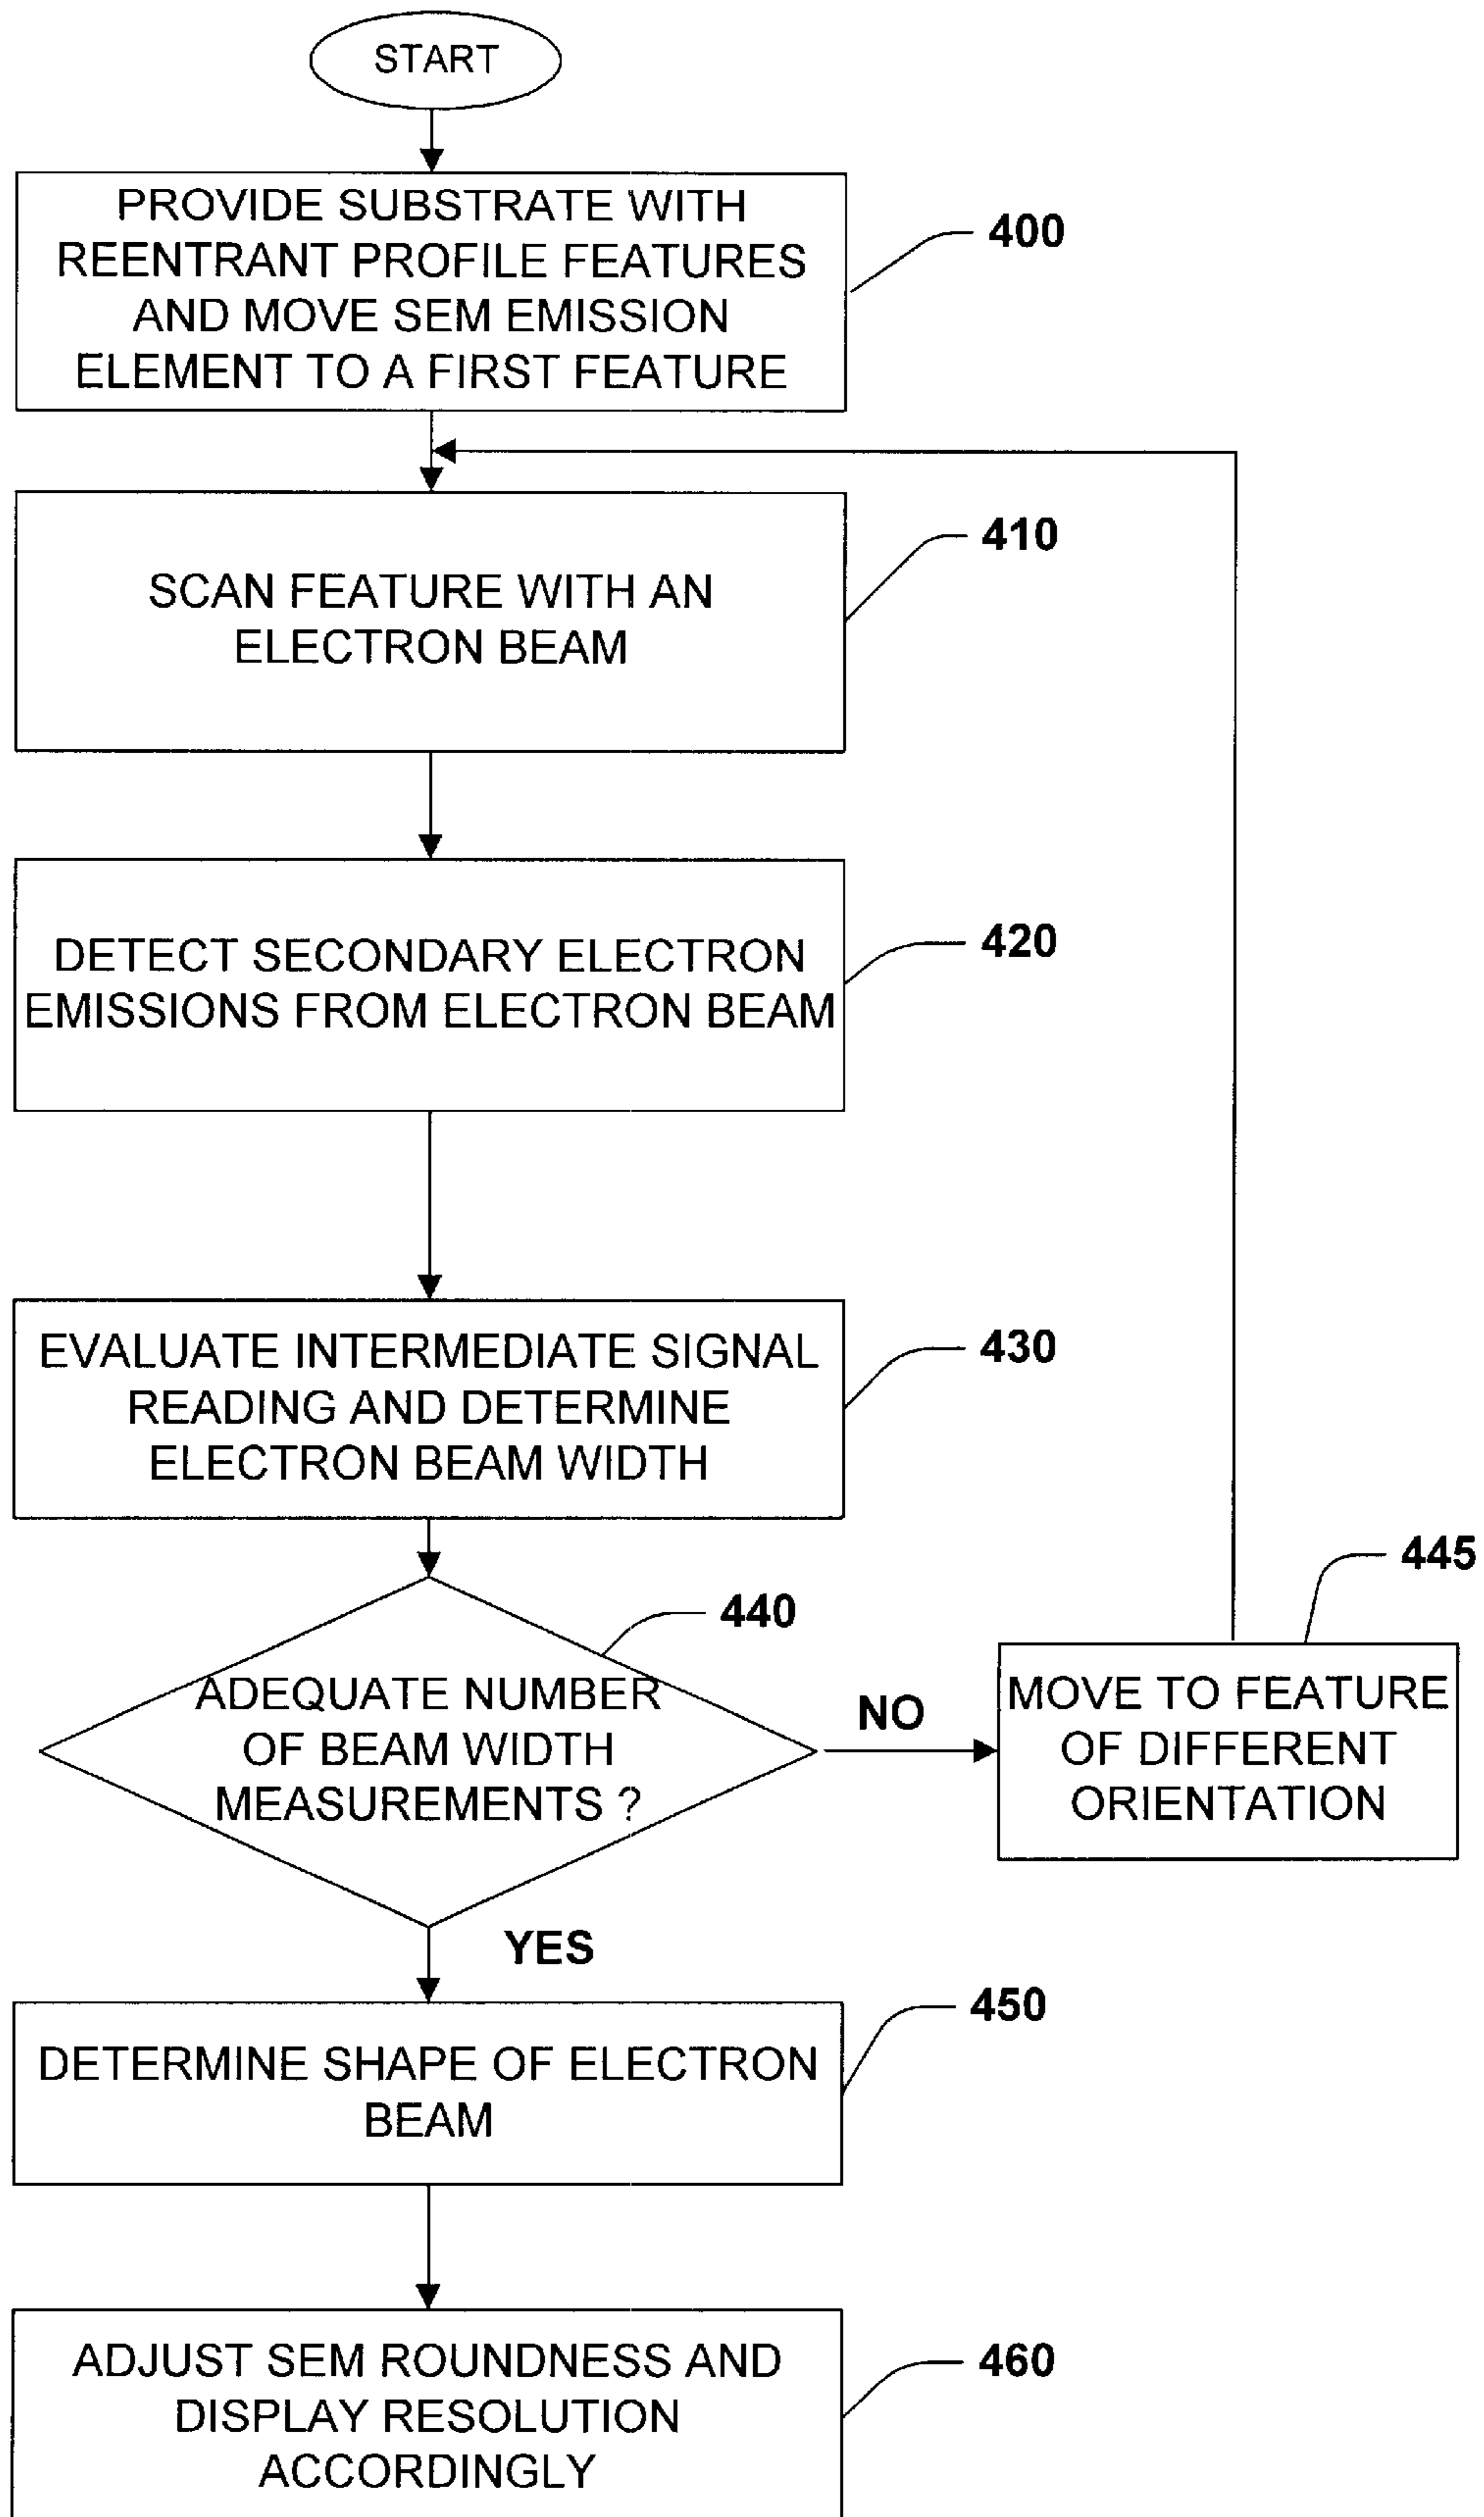 START
PROVIDE SUBSTRATE WITH
REENTRANT PROFILE FEATURES
AND MOVE SEM EMISSION
ELEMENT TO A FIRST FEATURE
400
SCAN FEATURE WITH AN
ELECTRON BEAM
410
DETECT SECONDARY ELECTRON
EMISSIONS FROM ELECTRON BEAM
420
EVALUATE INTERMEDIATE SIGNAL
READING AND DETERMINE
ELECTRON BEAM WIDTH
430
ADEQUATE NUMBER
OF BEAM WIDTH
MEASUREMENTS ?
440
NO
MOVE TO FEATURE
OF DIFFERENT
ORIENTATION
445
YES
DETERMINE SHAPE OF ELECTRON
BEAM
450
ADJUST SEM ROUNDNESS AND
DISPLAY RESOLUTION
ACCORDINGLY
460